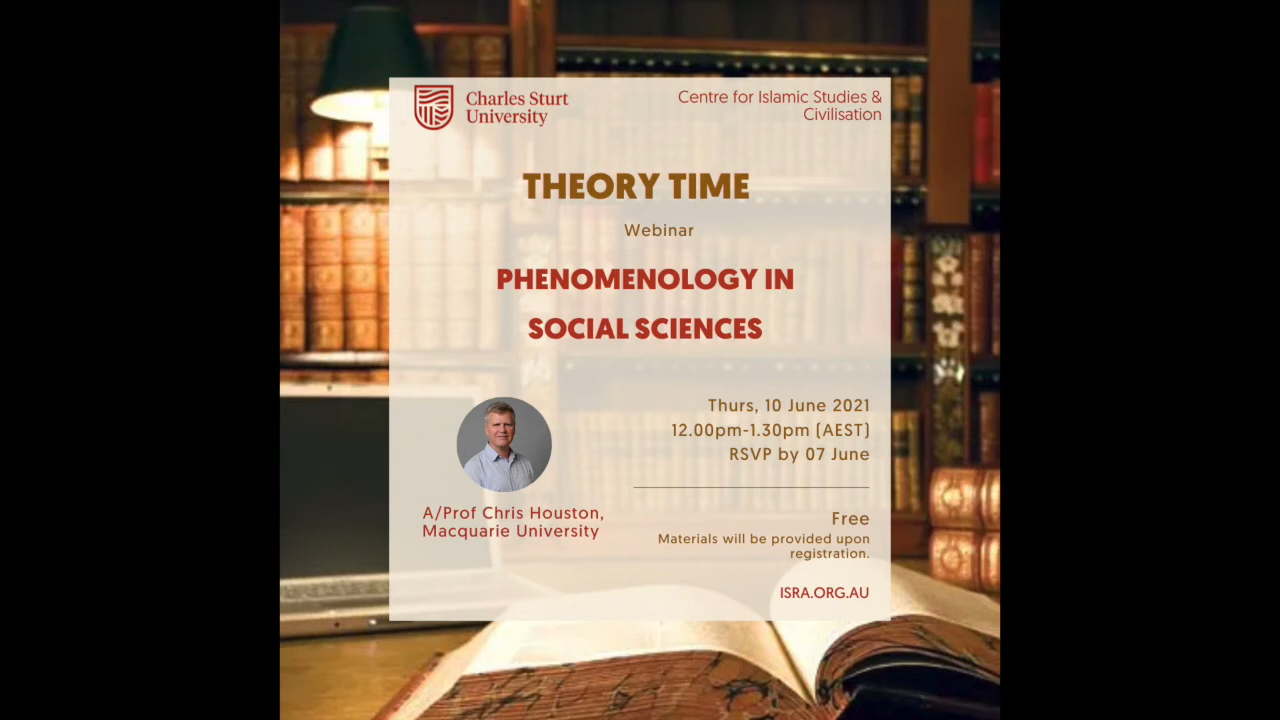 Charles Sturt
University
Centre for Islamic Studies &
Civilisation
THEORY TIME
Webinar
PHENOMENOLOGY IN
SOCIAL SCIENCES
A/Prof Chris Houston,
Macquarie University
Thurs, 10 June 2021
12.00pm-1.30pm (AEST)
RSVP by 07 June
Free
Materials will be provided upon
registration.
ISRA.ORG.AU